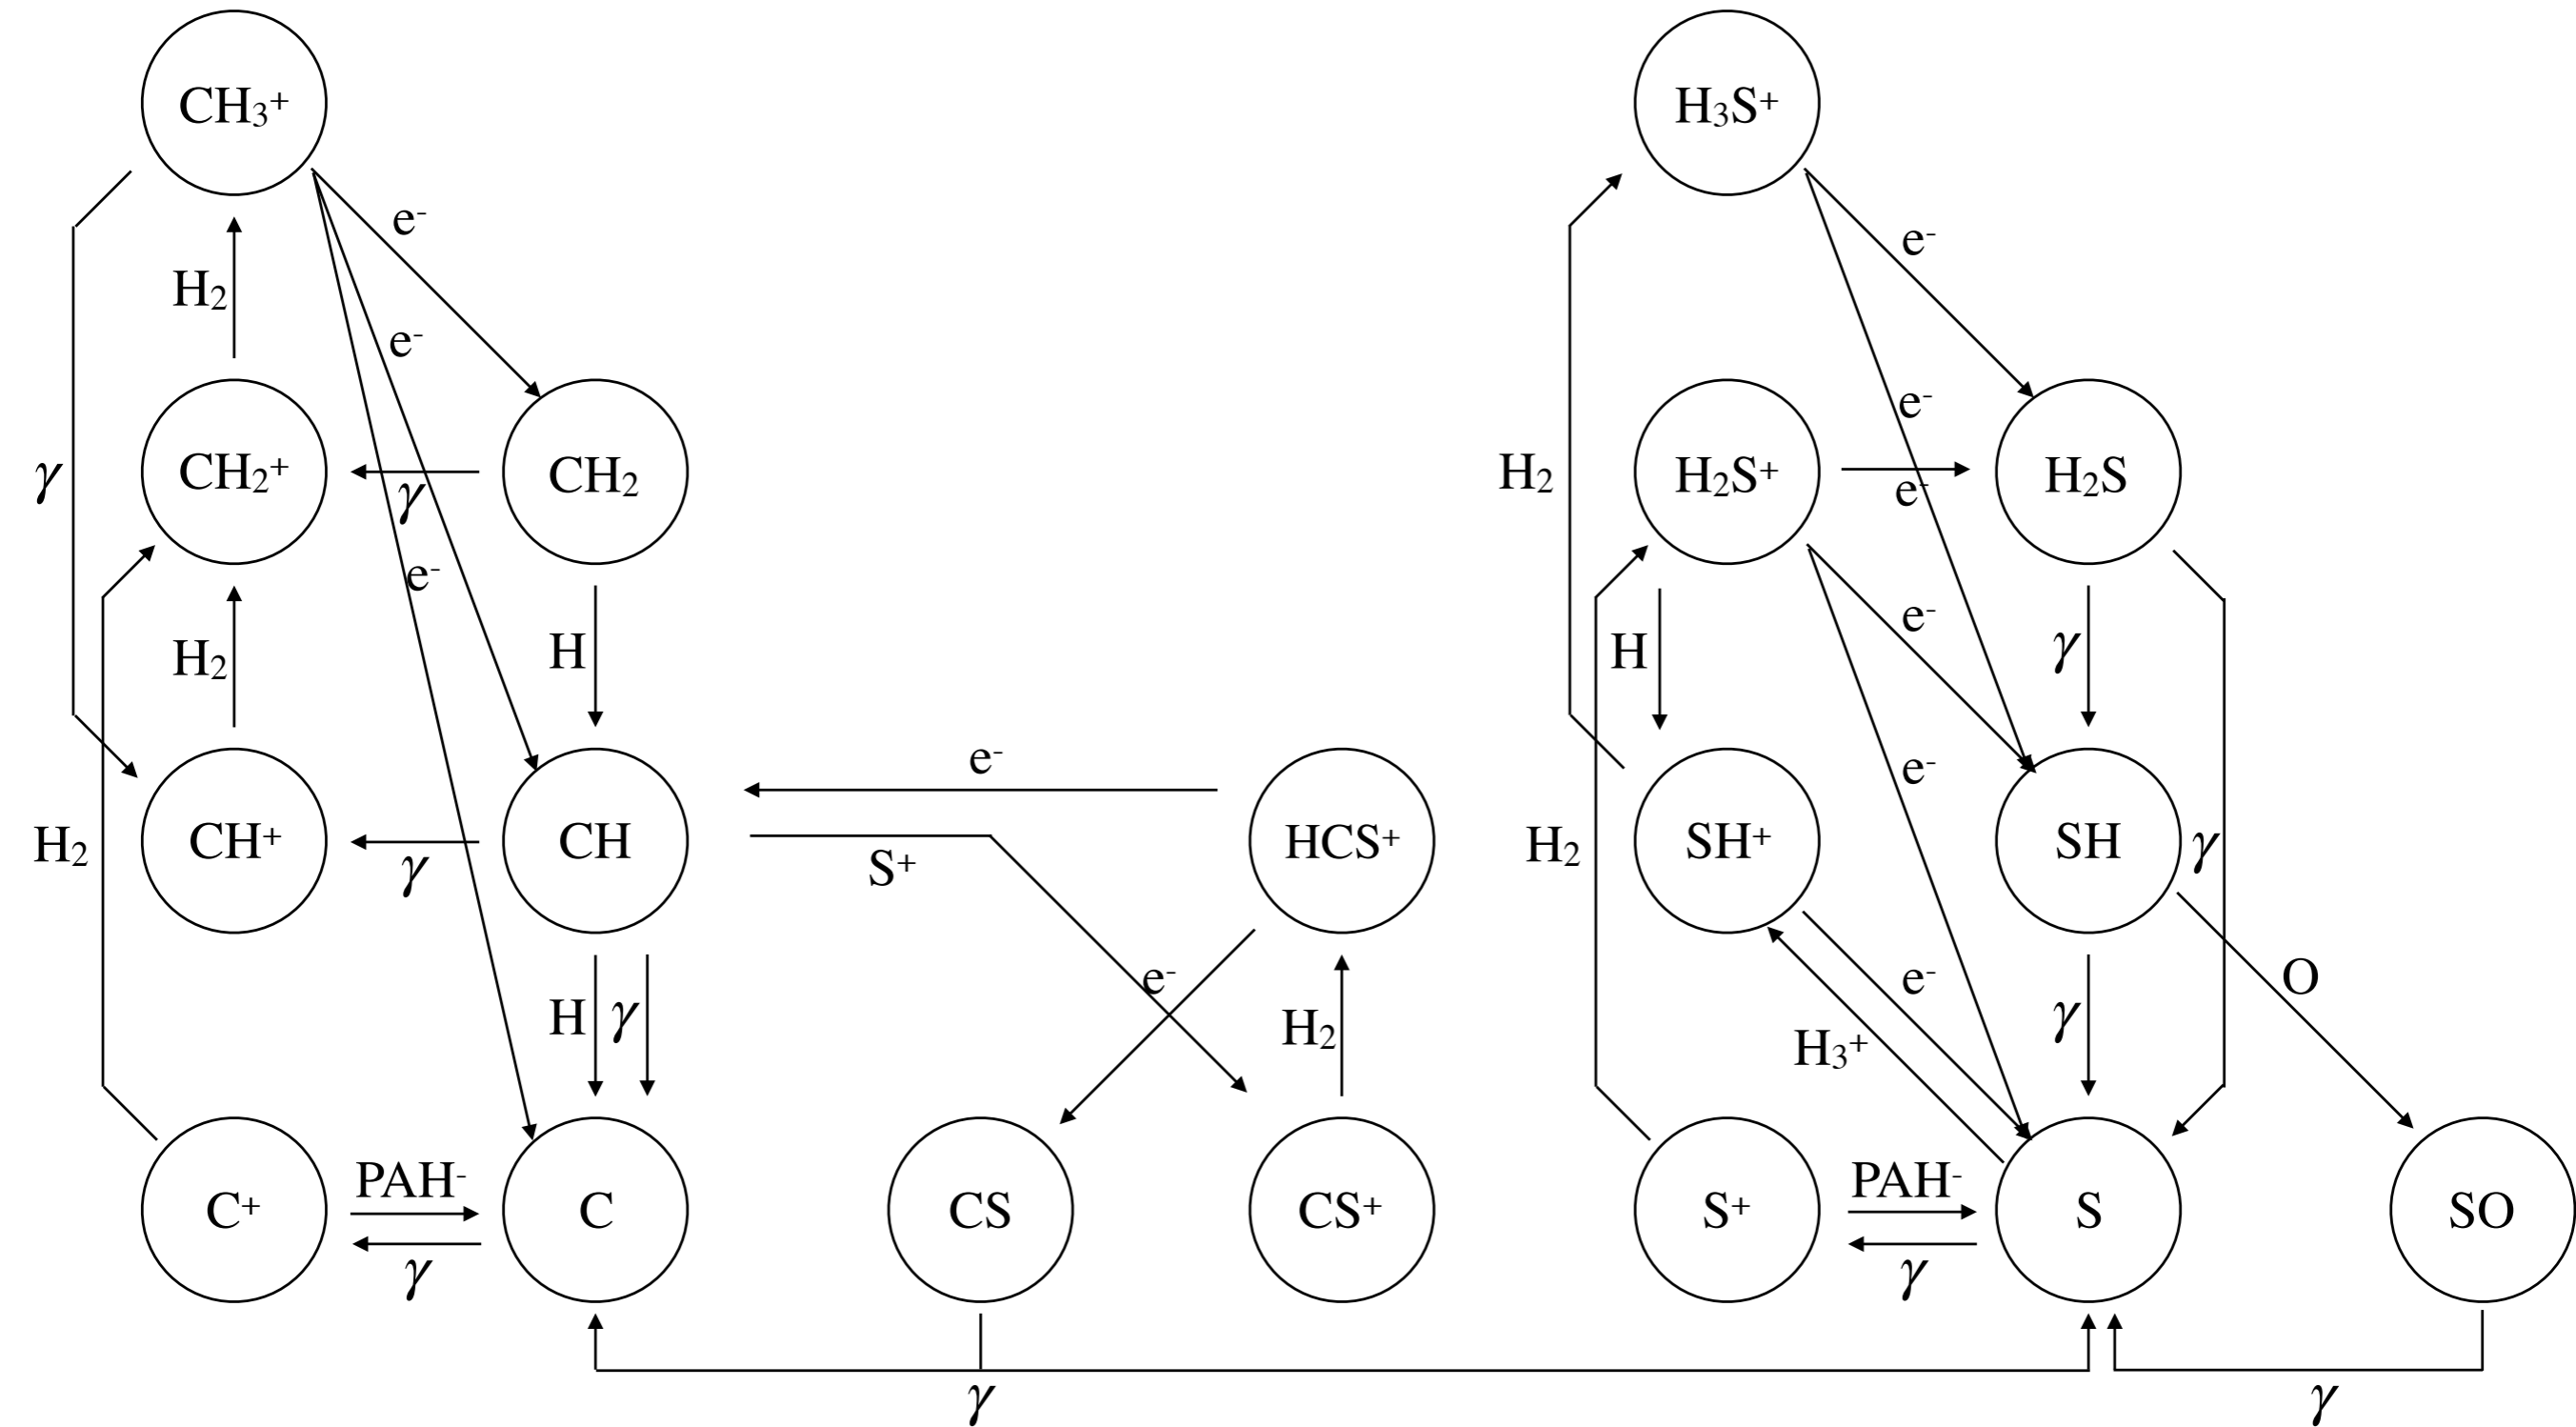 CH₃⁺
H₃S⁺
e⁻
e⁻
H₂
e⁻
e⁻
γ
CH₂⁺
γ
CH₂
H₂
H₂S⁺
e⁻
H₂S
e⁻
H₂
H
H
e⁻
γ
e⁻
e⁻
H₂
CH⁺
γ
CH
S⁺
HCS⁺
H₂
SH⁺
SH
γ
H
γ
e⁻
H₂
e⁻
H₃⁺
γ
O
C⁺
PAH⁻
γ
C
CS
CS⁺
S⁺
PAH⁻
γ
S
SO
γ
γ